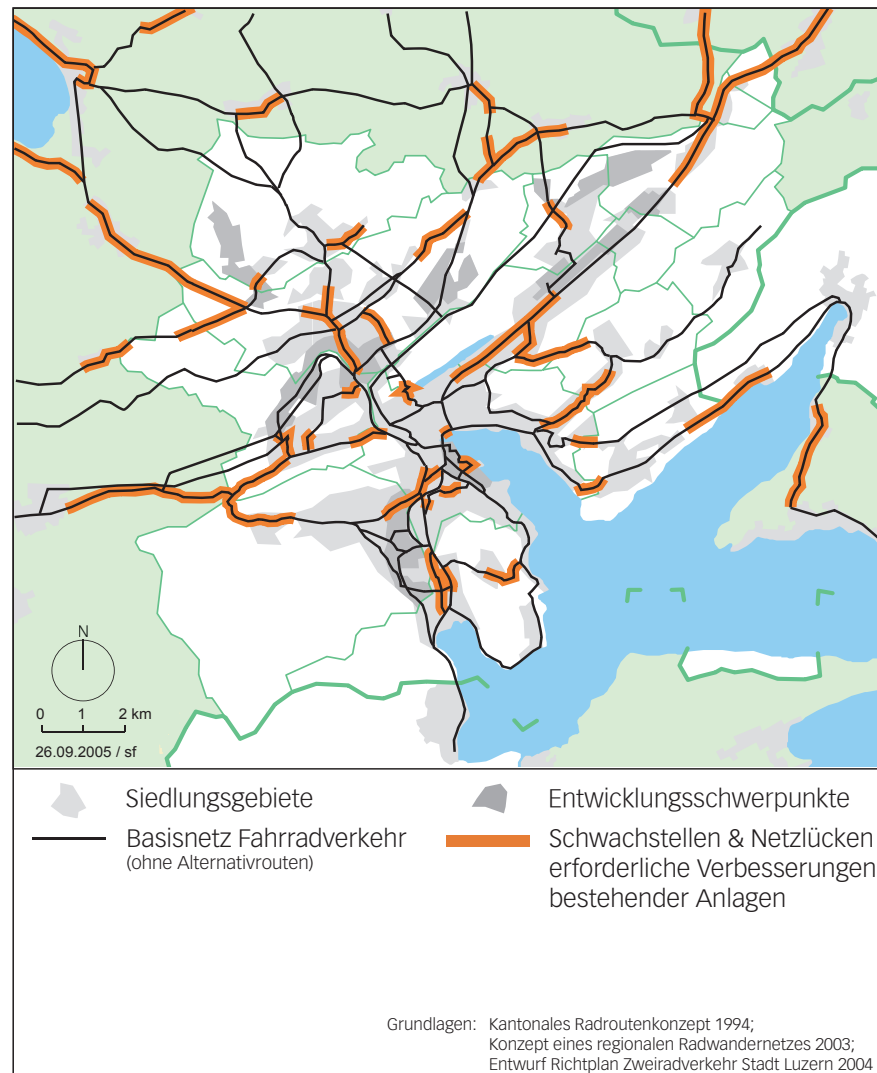 N
0 1 2 km
26.09.2005 / sf
Siedlungsgebiete
Entwicklungsschwerpunkte
Basisnetz Fahrradverkehr
(ohne Alternativrouten)
Schwachstellen & Netzlücken
erforderliche Verbesserungen
bestehender Anlagen
Grundlagen: Kantonales Radroutenkonzept 1994;
Konzept eines regionalen Radwandernetzes 2003;
Entwurf Richtplan Zweiradverkehr Stadt Luzern 2004